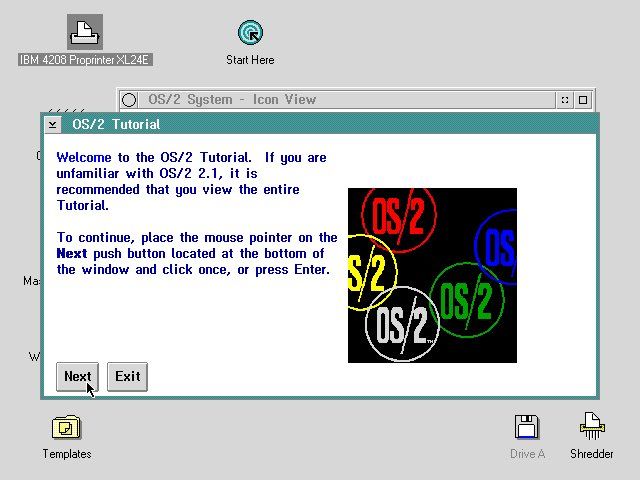 IBM 4208 Proprinter XL24E
Start Here
OS/2 System - Icon View
OS/2 Tutorial
Welcome to the OS/2 Tutorial. If you are
unfamiliar with OS/2 2.1, it is
recommended that you view the entire
Tutorial.
To continue, place the mouse pointer on the
Next push button located at the bottom of
the window and click once, or press Enter.
OS/2
OS/2
OS/2
OS/2
OS/2™
Next
Exit
Templates
Drive A
Shredder